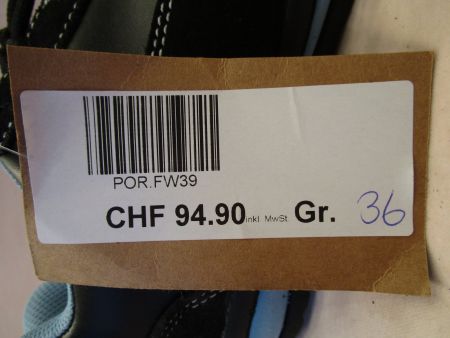 POR.FW39
CHF 94.90 inkl. MwSt. Gr. 36